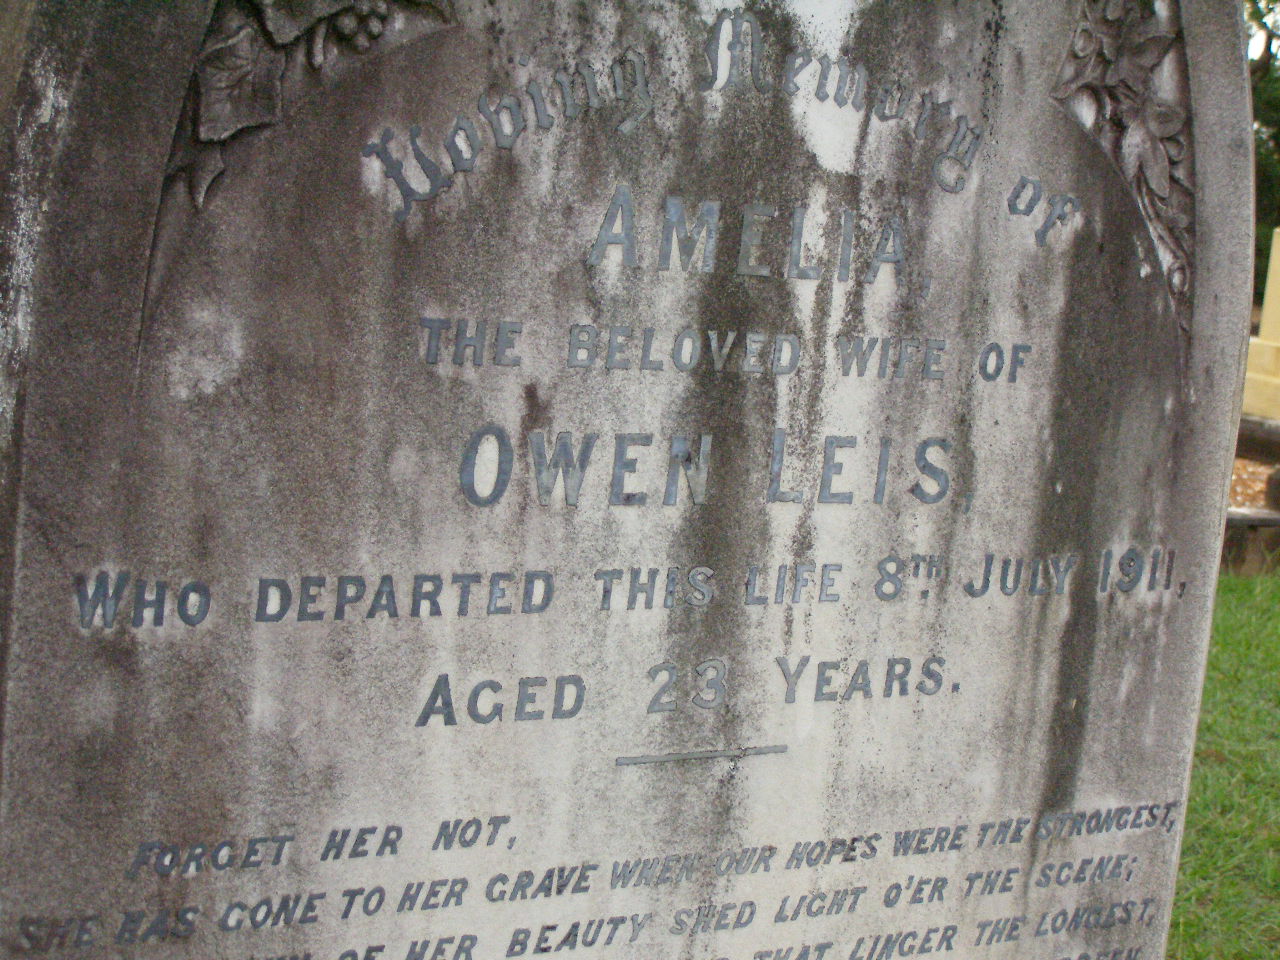 Loving Memory of
AMELIA,
THE BELOVED WIFE OF
OWEN LEIS,
WHO DEPARTED THIS LIFE 8TH. JULY 1911,
AGED 23 YEARS.
FORGET HER NOT,
SHE HAS GONE TO HER GRAVE WHEN OUR HOPES WERE THE STRONGEST,
OF HER BEAUTY SHED LIGHT O'ER THE SCENE;
THAT LINGER THE LONGEST,